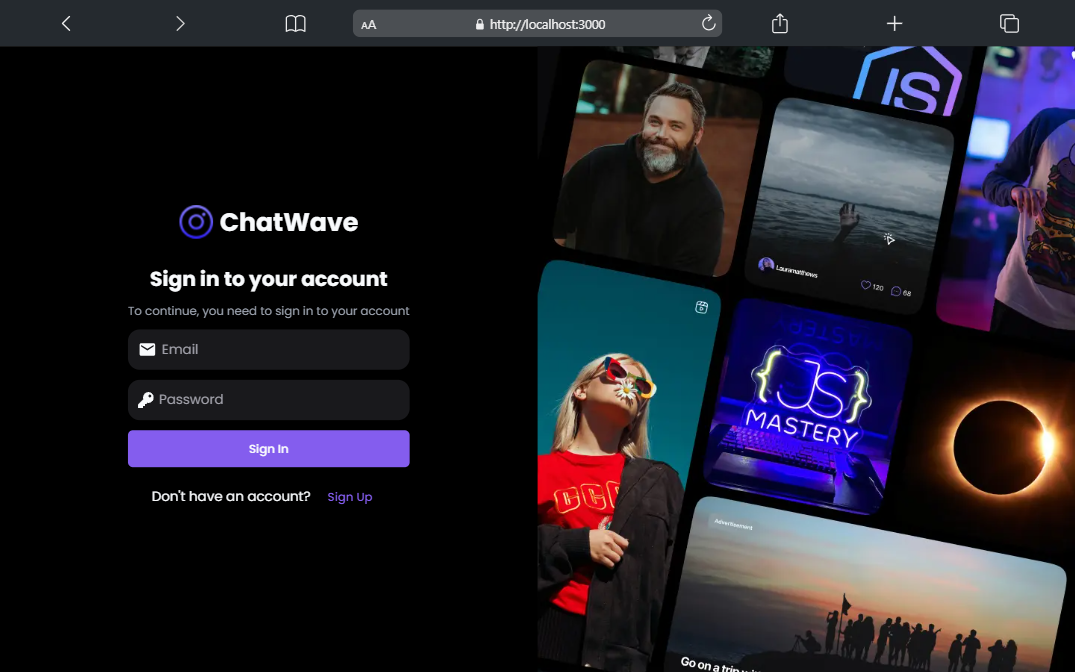 AA
http://localhost:3000
ChatWave
Sign in to your account
To continue, you need to sign in to your account
Email
Password
Sign In
Don't have an account? Sign Up
JS
Lauramatthews
120
68
{JS}
MASTERY
CCC
Advertisement
Go on a trip